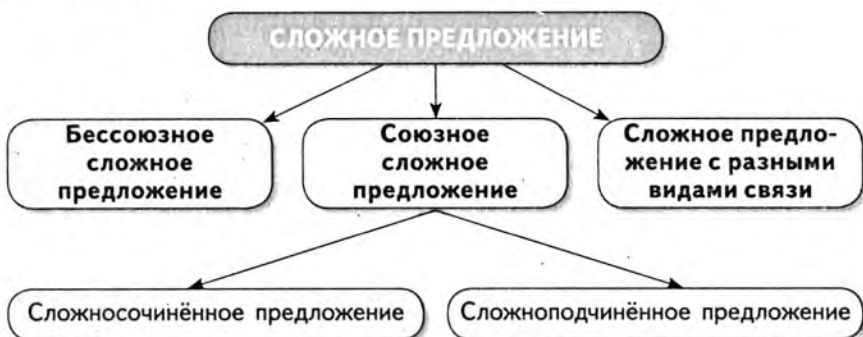 СЛОЖНОЕ ПРЕДЛОЖЕНИЕ
Бессоюзное
сложное
предложение
Союзное
сложное
предложение
Сложное предло-
жение с разными
видами связи
Сложносочинённое предложение
Сложноподчинённое предложение